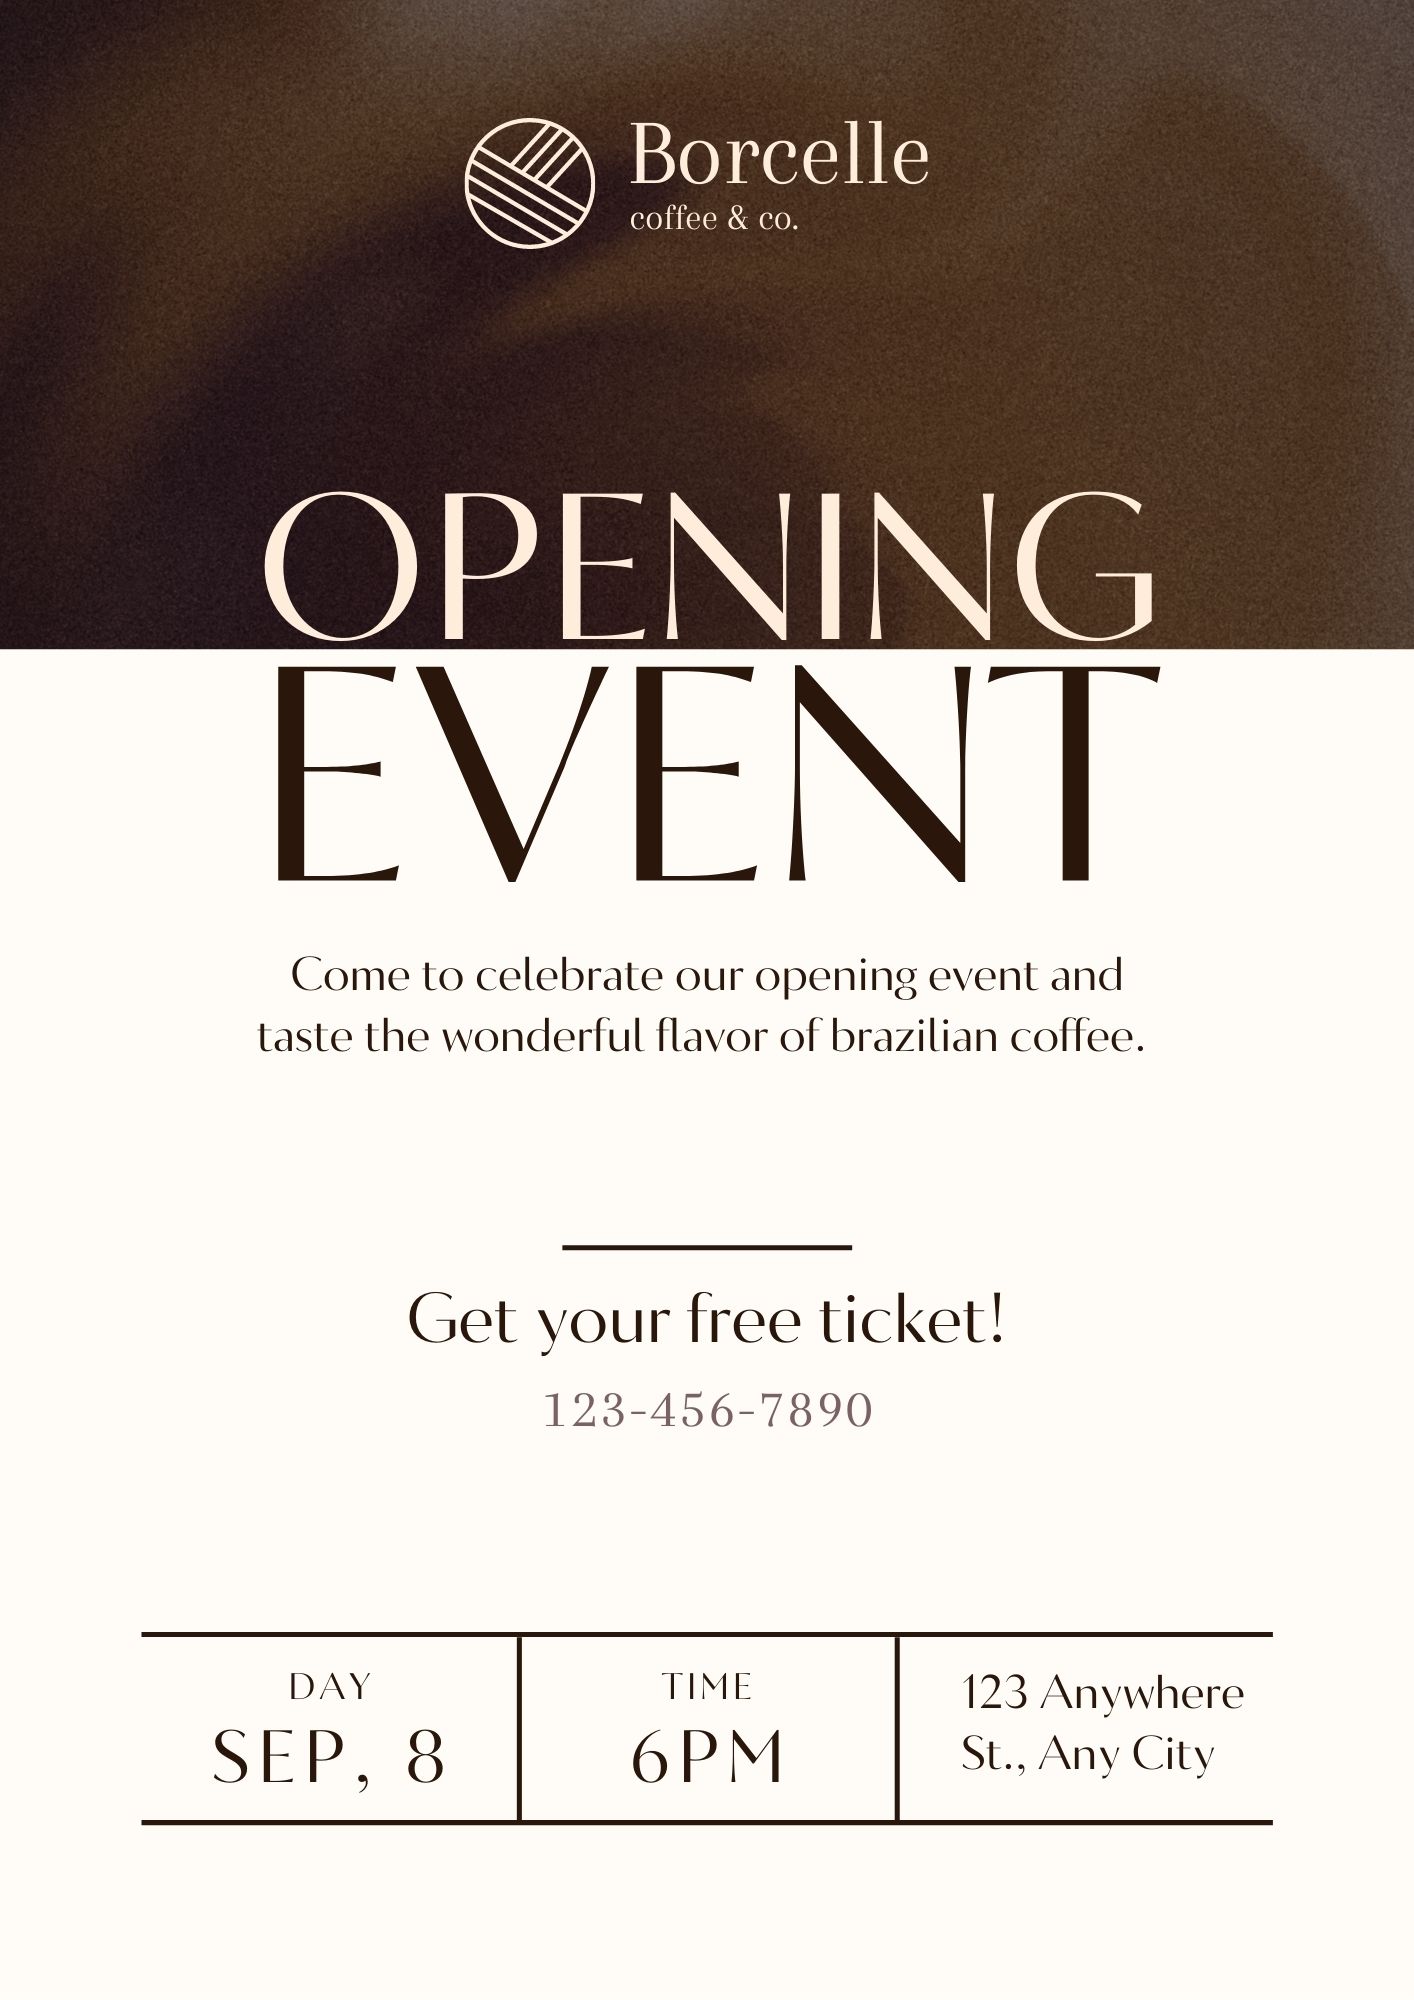 Borcelle
coffee & co.
OPENING
EVENT
Come to celebrate our opening event and
taste the wonderful flavor of brazilian coffee.
Get your free ticket!
123-456-7890
DAY
SEP, 8
TIME
6PM
123 Anywhere
St., Any City